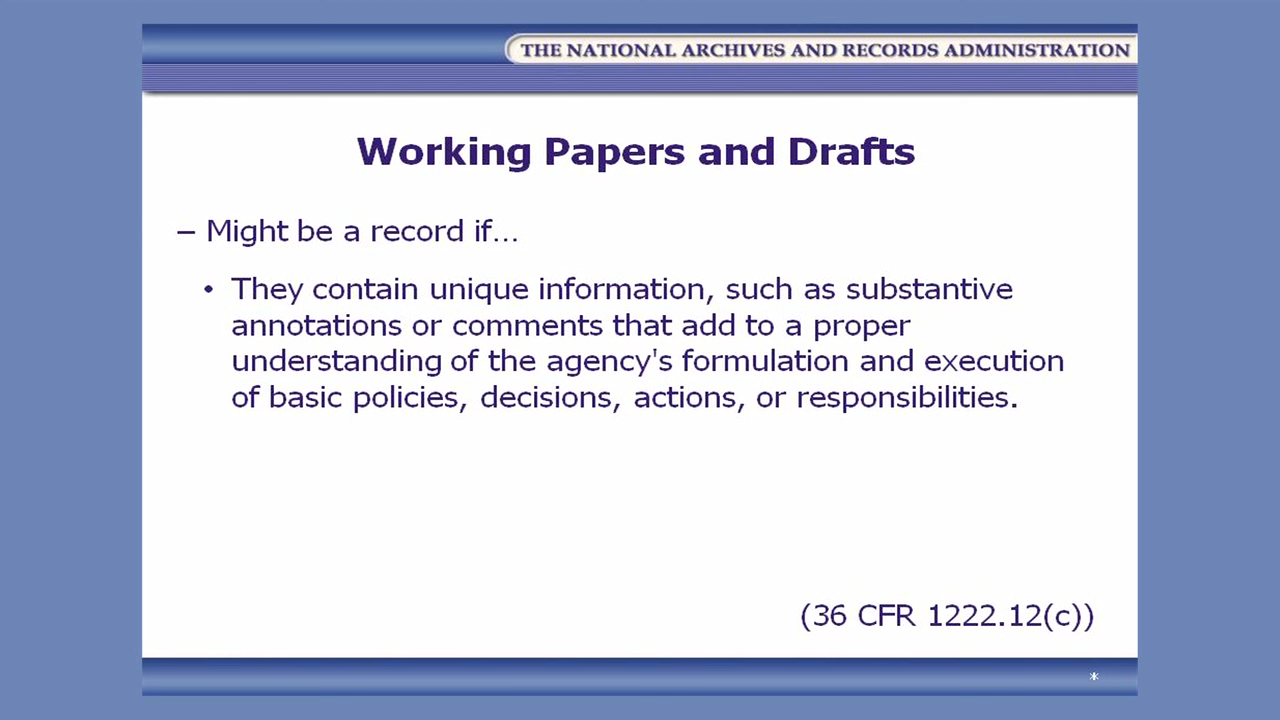 THE NATIONAL ARCHIVES AND RECORDS ADMINISTRATION
Working Papers and Drafts
– Might be a record if...
• They contain unique information, such as substantive
annotations or comments that add to a proper
understanding of the agency's formulation and execution
of basic policies, decisions, actions, or responsibilities.
(36 CFR 1222.12(c))
*